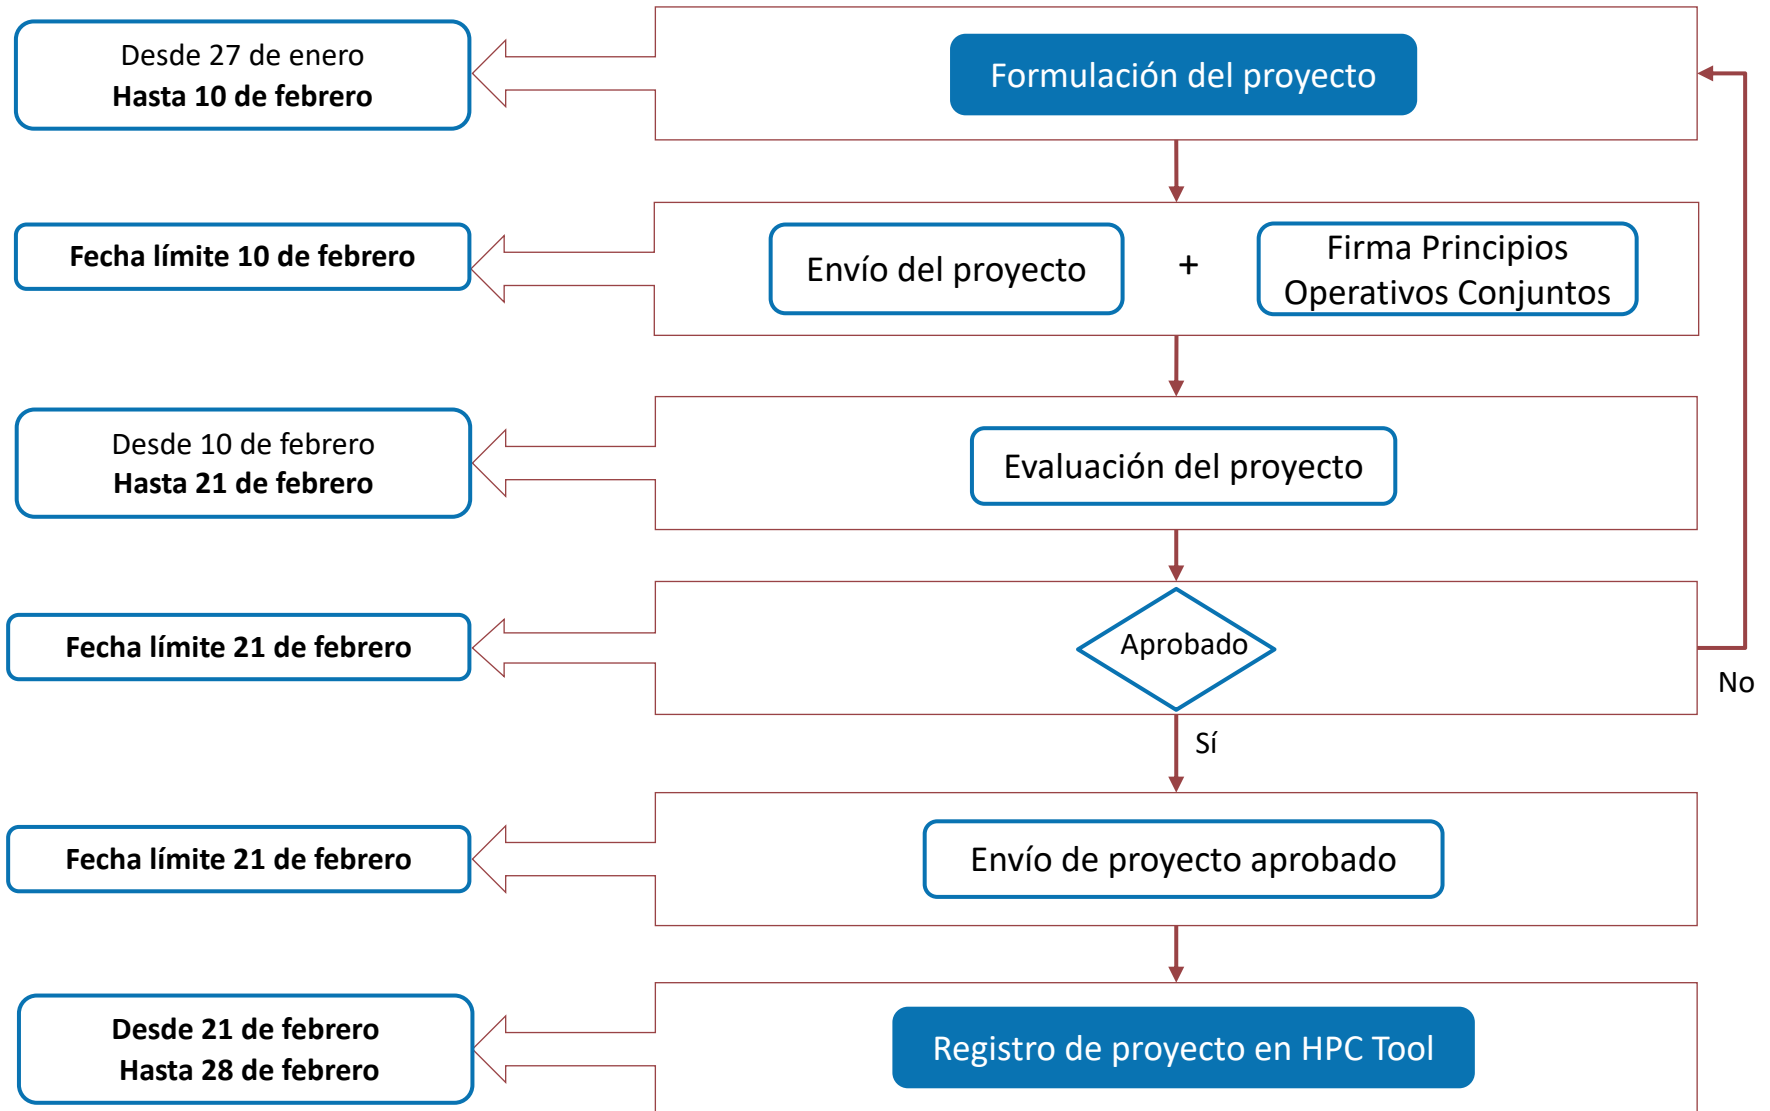 Desde 27 de enero
Hasta 10 de febrero
Formulación del proyecto
Fecha límite 10 de febrero
Envío del proyecto
+
Firma Principios
Operativos Conjuntos
Desde 10 de febrero
Hasta 21 de febrero
Evaluación del proyecto
Fecha límite 21 de febrero
Aprobado
No
Sí
Fecha límite 21 de febrero
Envío de proyecto aprobado
Desde 21 de febrero
Hasta 28 de febrero
Registro de proyecto en HPC Tool